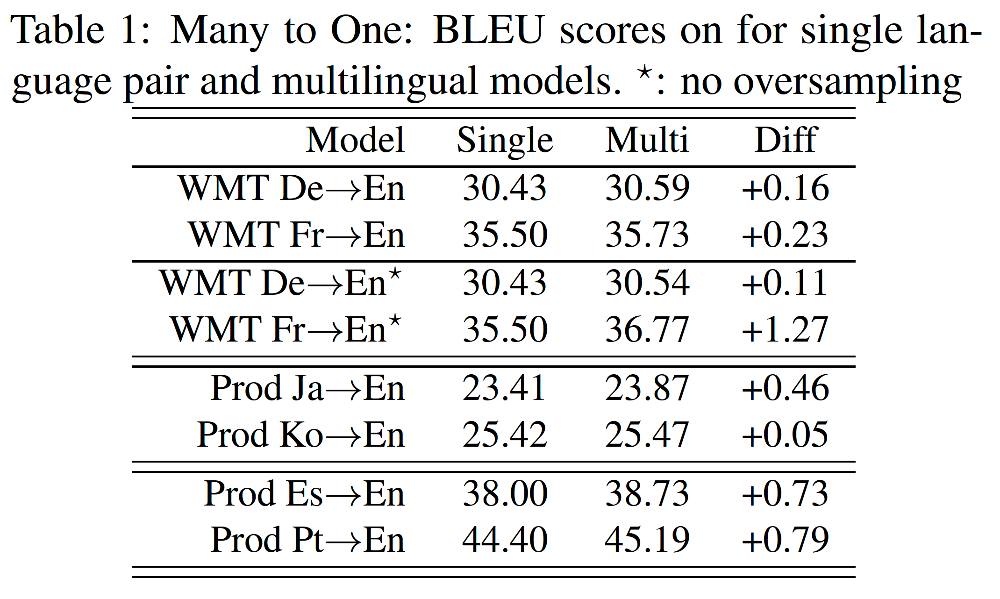 Table 1: Many to One: BLEU scores on for single lan-
guage pair and multilingual models. ⋆: no oversampling
Model Single Multi Diff
WMT De→En 30.43 30.59 +0.16
WMT Fr→En 35.50 35.73 +0.23
WMT De→En⋆ 30.43 30.54 +0.11
WMT Fr→En⋆ 35.50 36.77 +1.27
Prod Ja→En 23.41 23.87 +0.46
Prod Ko→En 25.42 25.47 +0.05
Prod Es→En 38.00 38.73 +0.73
Prod Pt→En 44.40 45.19 +0.79